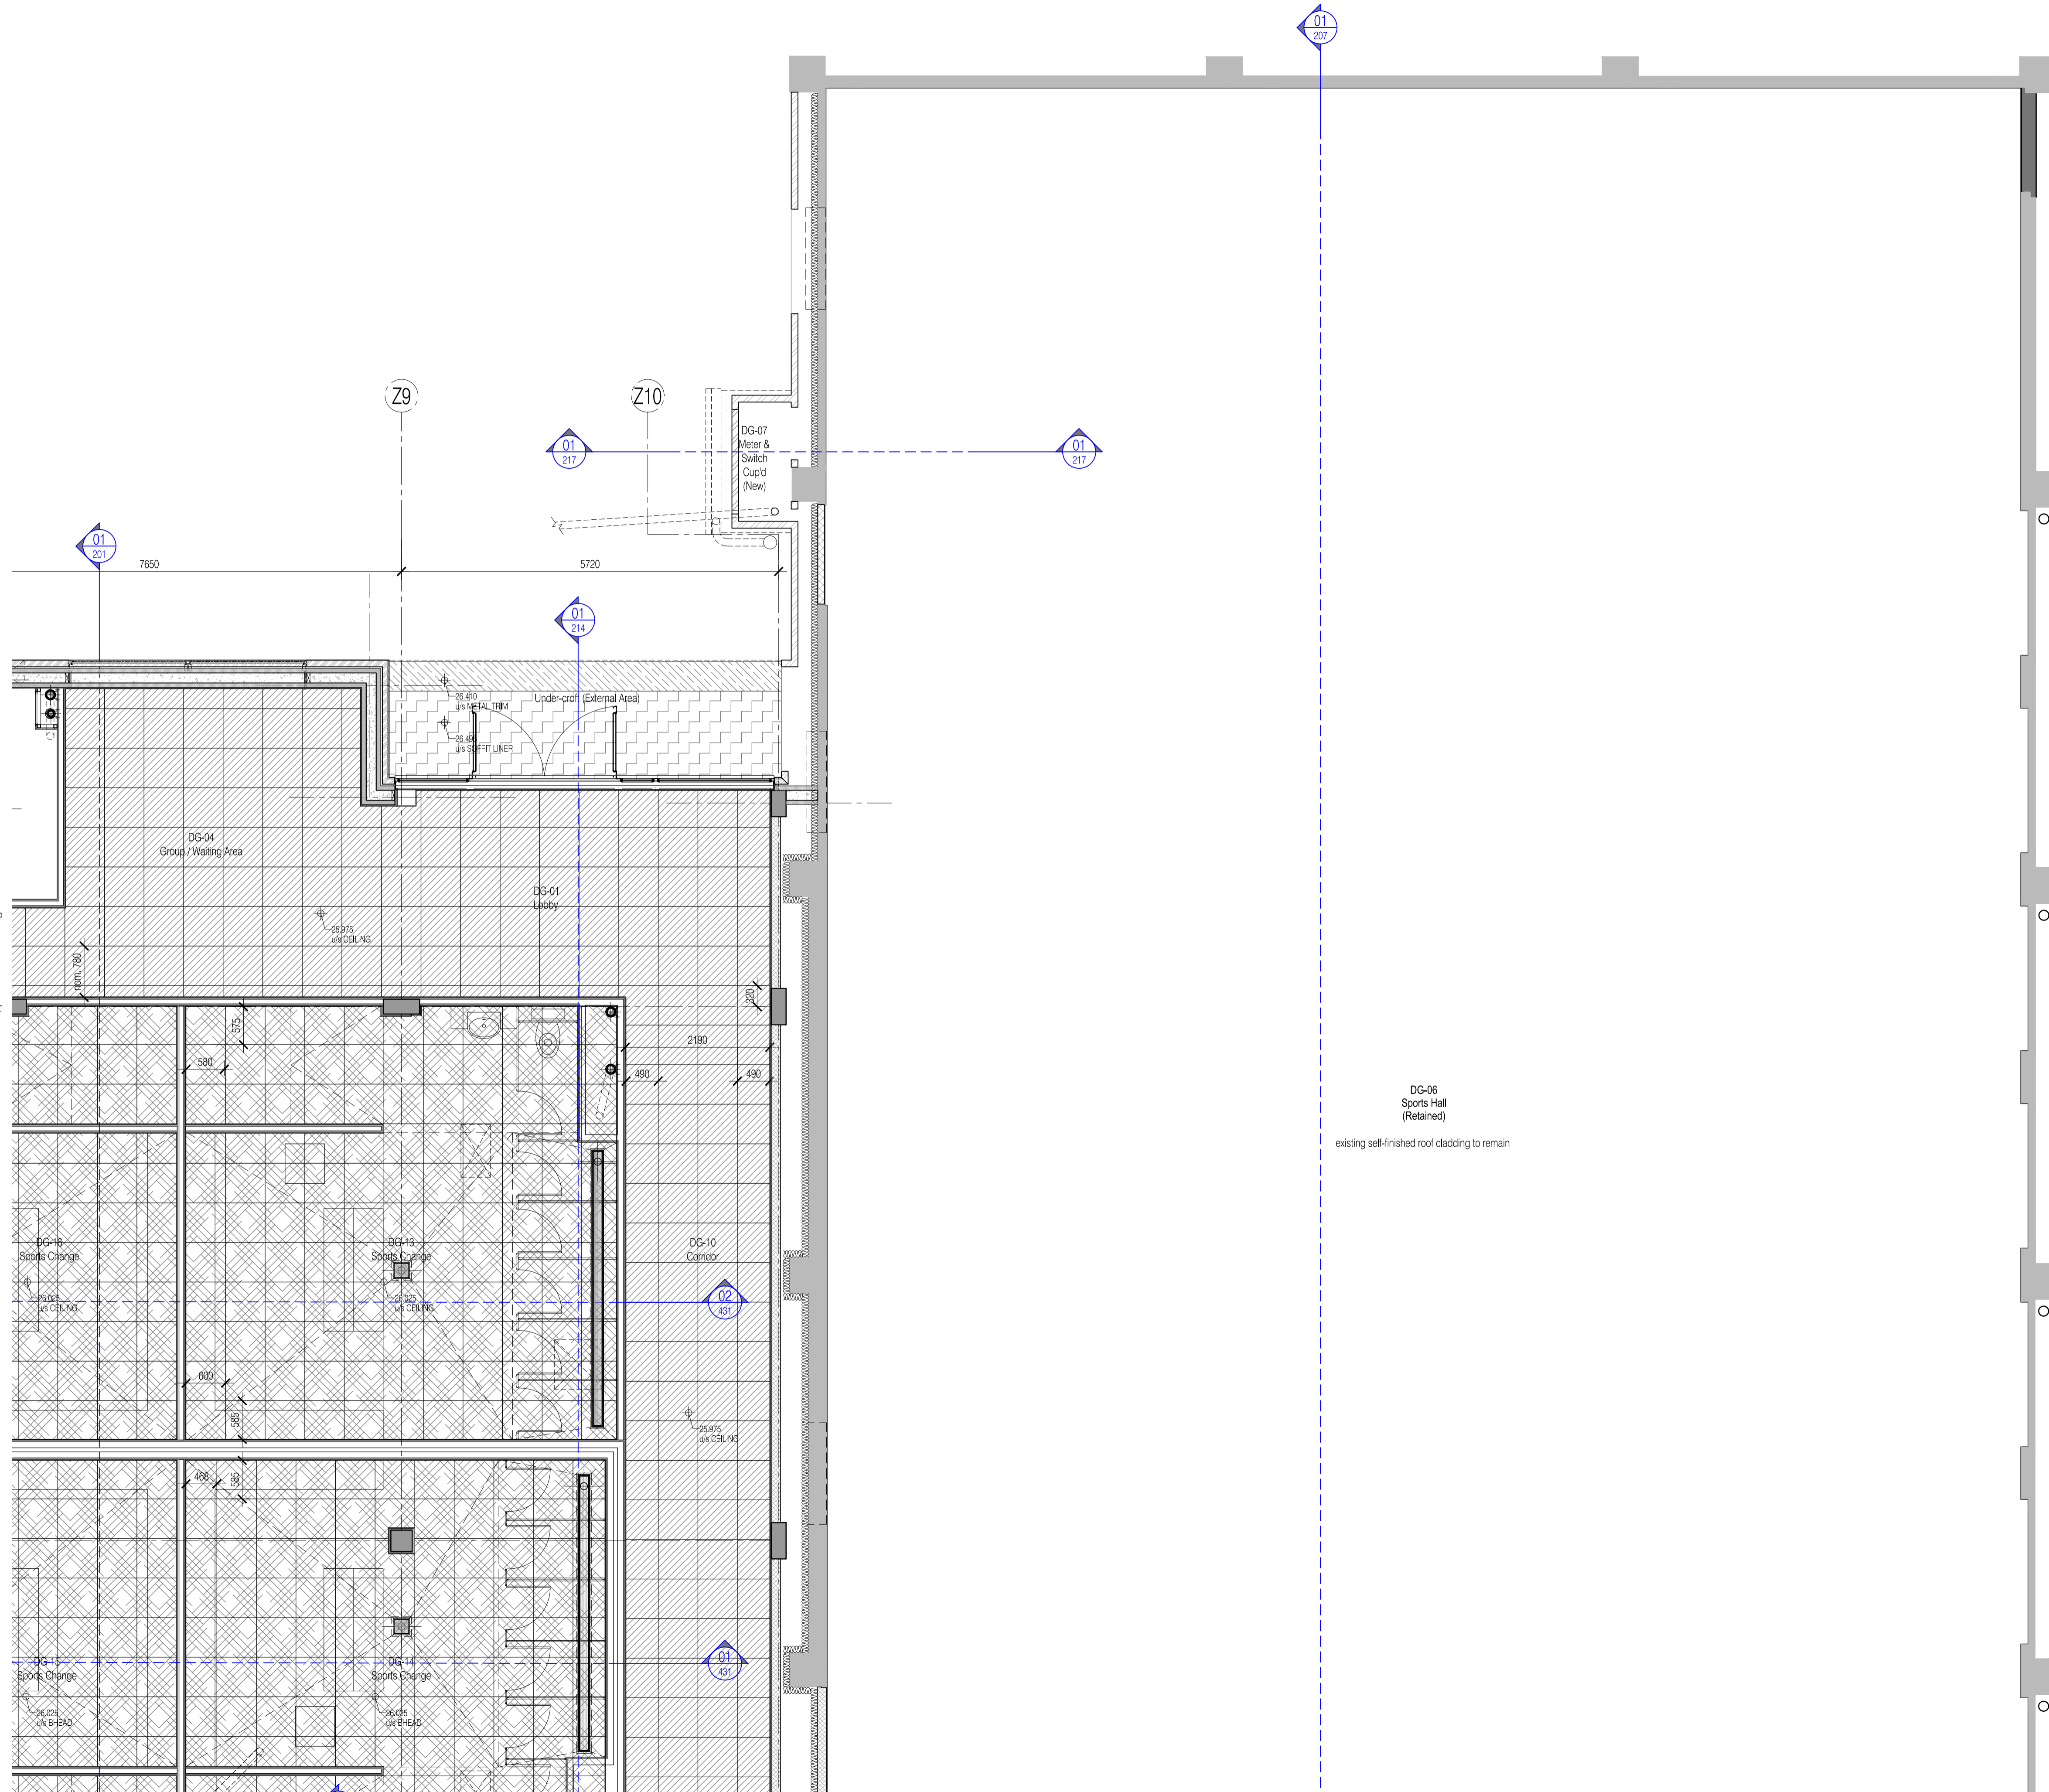 01
207
Z9
Z10
DG-07
Meter &
Switch
Cup'd
(New)
01
217
01
217
01
201
7650
5720
01
214
26.410
u/s METAL TRIM
Under-croft (External Area)
26.495
u/s SOFFIT LINER
DG-04
Group / Waiting Area
DG-01
Lobby
25.975
u/s CEILING
nom. 780
320
575
580
2190
490
490
DG-06
Sports Hall
(Retained)
existing self-finished roof cladding to remain
DG-16
Sports Change
DG-13
Sports Change
DG-10
Corridor
26.025
u/s CEILING
26.025
u/s CEILING
02
431
600
585
25.975
u/s CEILING
468
585
DG-15
Sports Change
DG-14
Sports Change
01
431
26.025
u/s BHEAD
26.025
u/s BHEAD